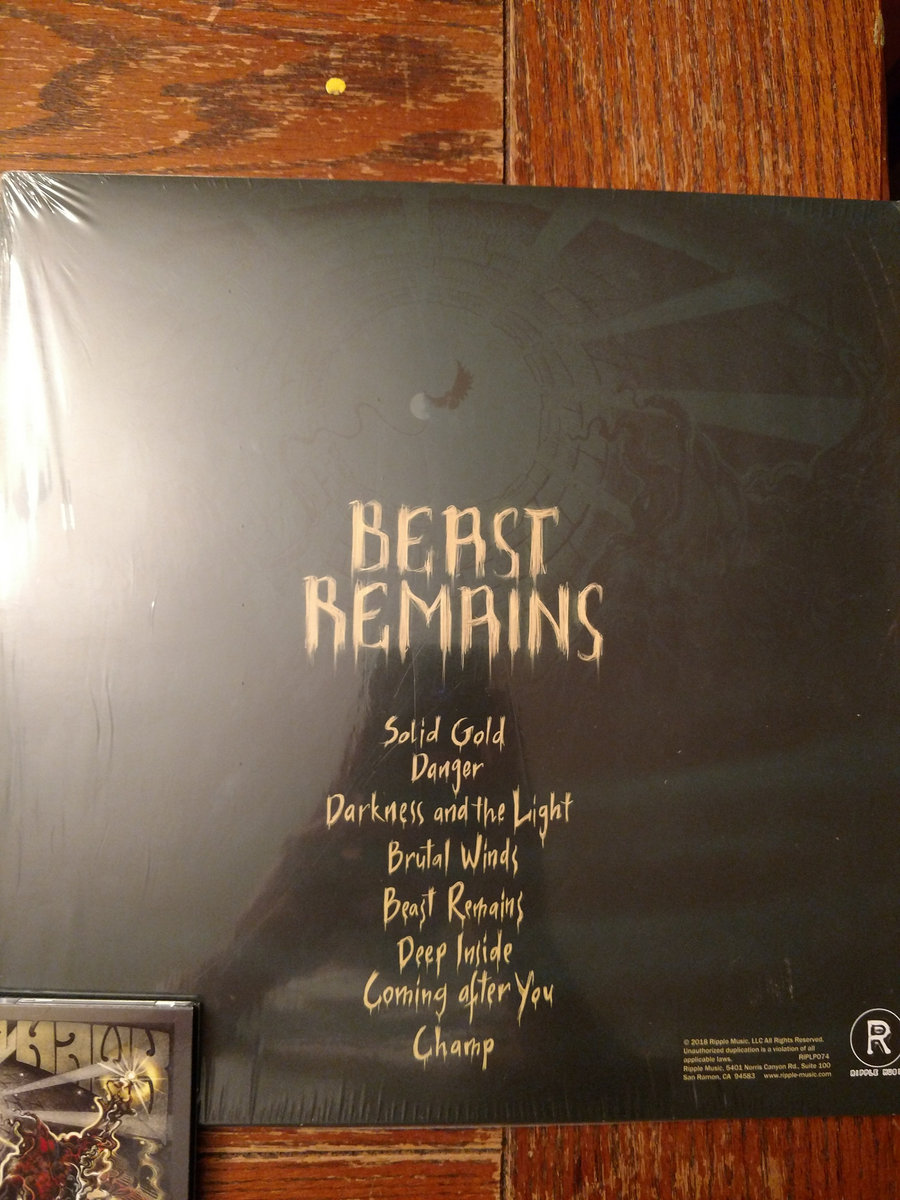 BEAST
REMAINS
Solid Gold
Danger
Darkness and the Light
Brutal Winds
Beast Remains
Deep Inside
Coming after You
Champ
© 2018 Ripple Music, LLC All Rights Reserved.
Unauthorized duplication is a violation of all
applicable laws. RIPLP074
Ripple Music, 5401 Norris Canyon Rd., Suite 100
San Ramon, CA 94583 www.ripple-music.com
R
RIPPLE MUSI